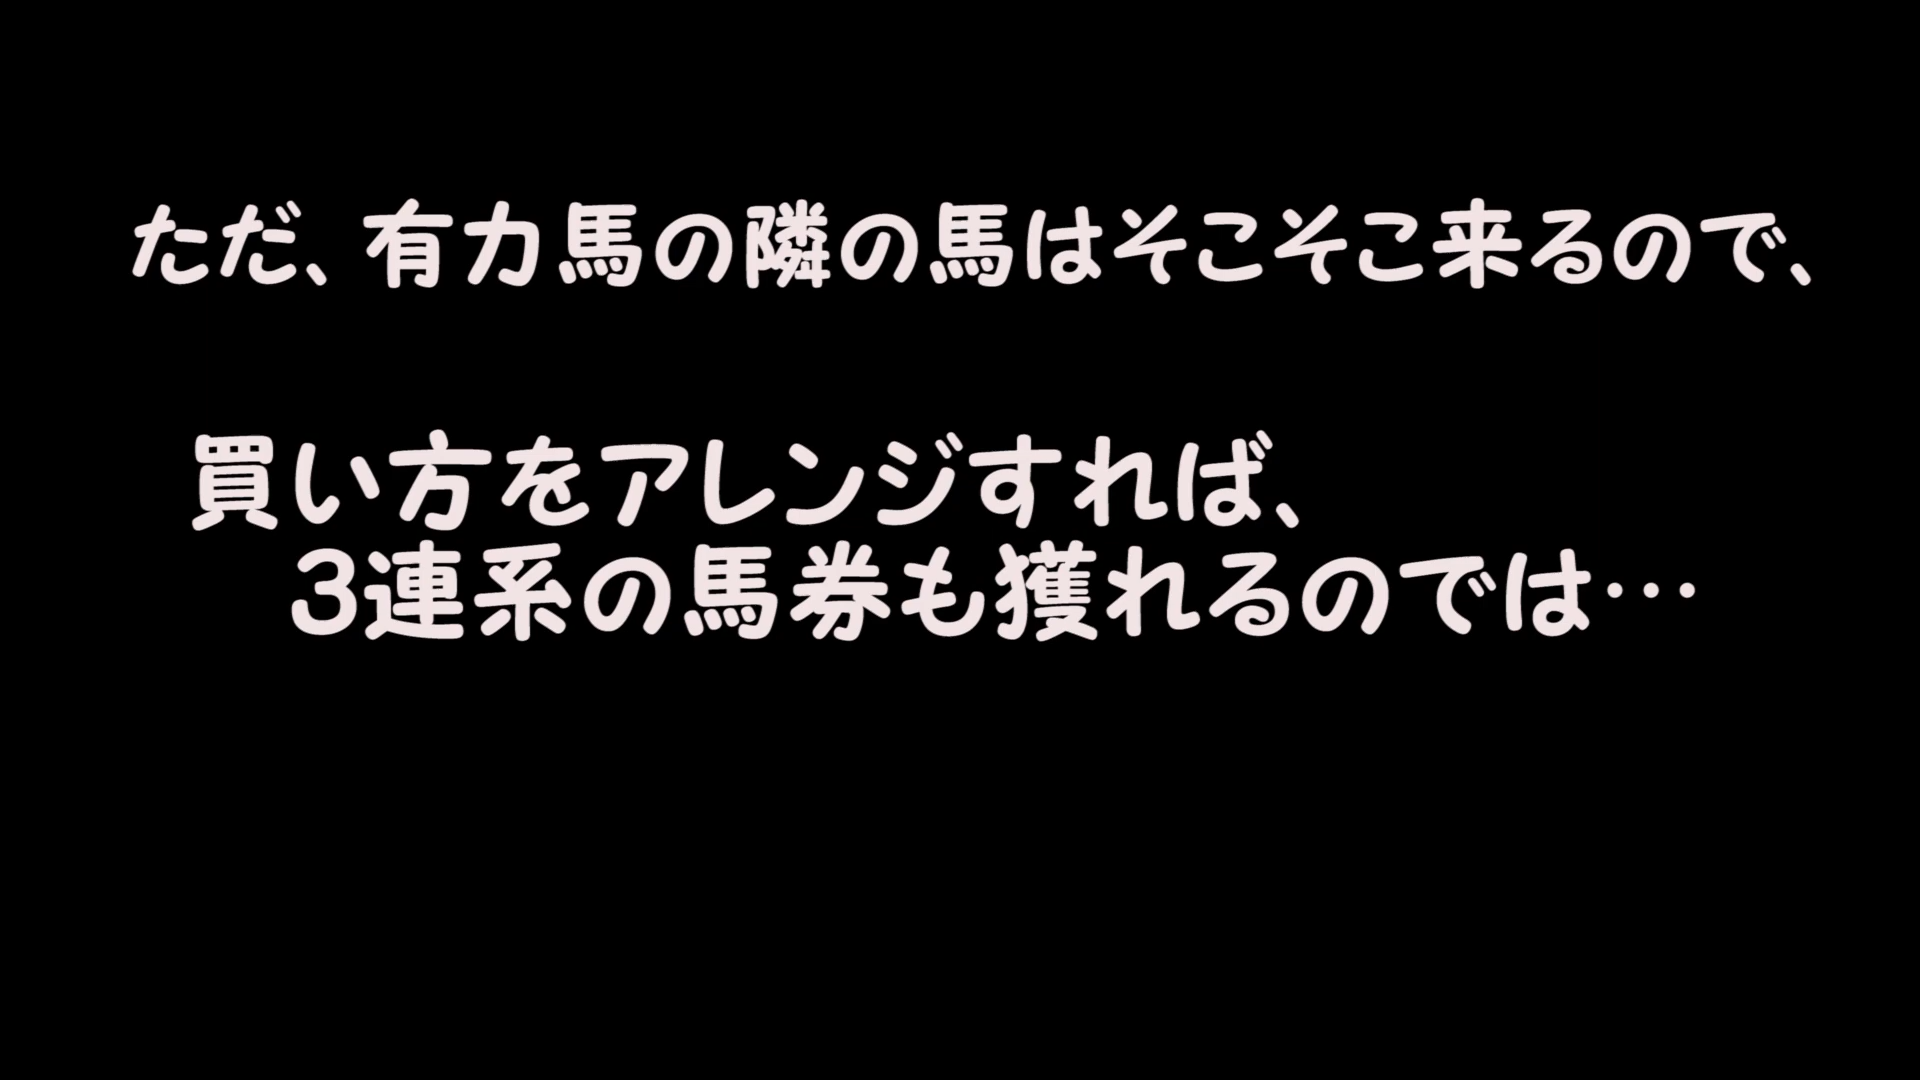 ただ、有力馬の隣の馬はそこそこ来るので、
買い方をアレンジすれば、
3連系の馬券も獲れるのでは…